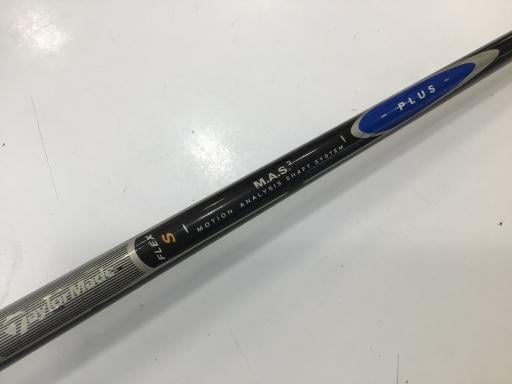 TaylorMade
FLEX S
M.A.S.²
MOTION ANALYSIS SHAFT SYSTEM
- PLUS -